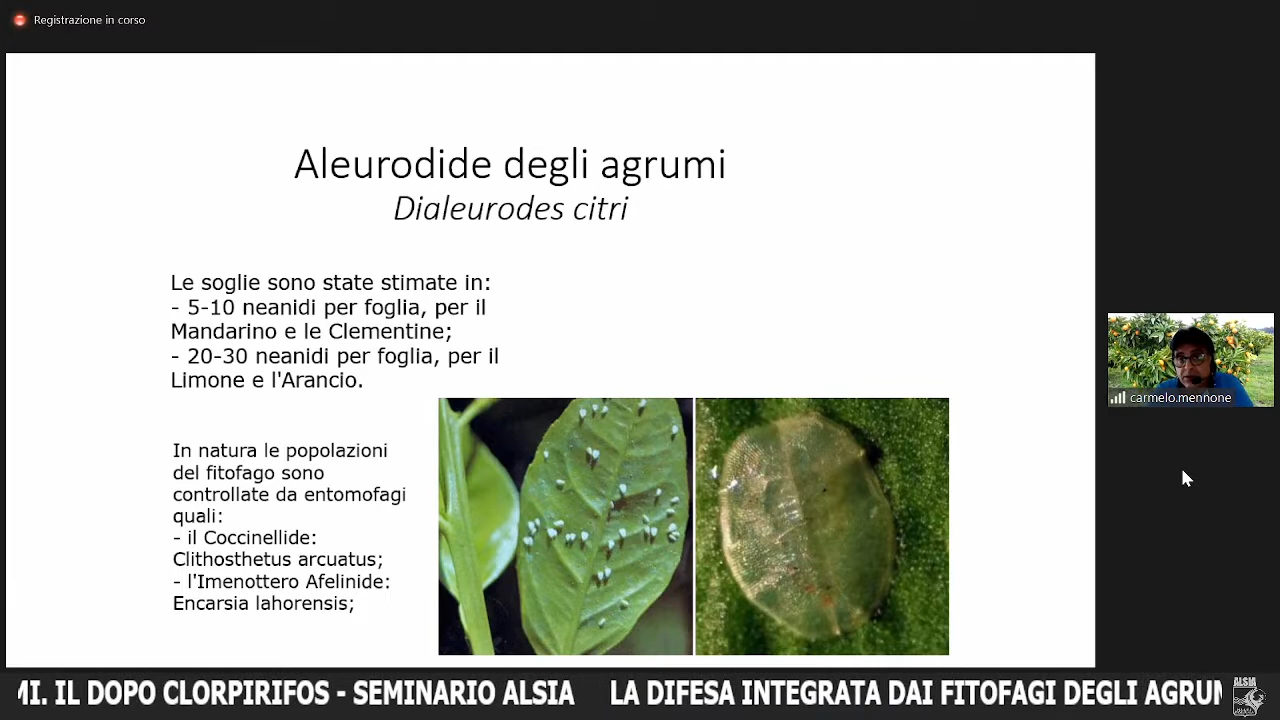 Registrazione in corso
Aleurodide degli agrumi
Dialeurodes citri
Le soglie sono state stimate in:
- 5-10 neanidi per foglia, per il
Mandarino e le Clementine;
- 20-30 neanidi per foglia, per il
Limone e l'Arancio.
In natura le popolazioni
del fitofago sono
controllate da entomofagi
quali:
- il Coccinellide:
Clithosthetus arcuatus;
- l'Imenottero Afelinide:
Encarsia lahorensis;
carmelo.mennone
MI. IL DOPO CLORPIRIFOS - SEMINARIO ALSIA LA DIFESA INTEGRATA DAI FITOFAGI DEGLI AGRUM
ALSIA